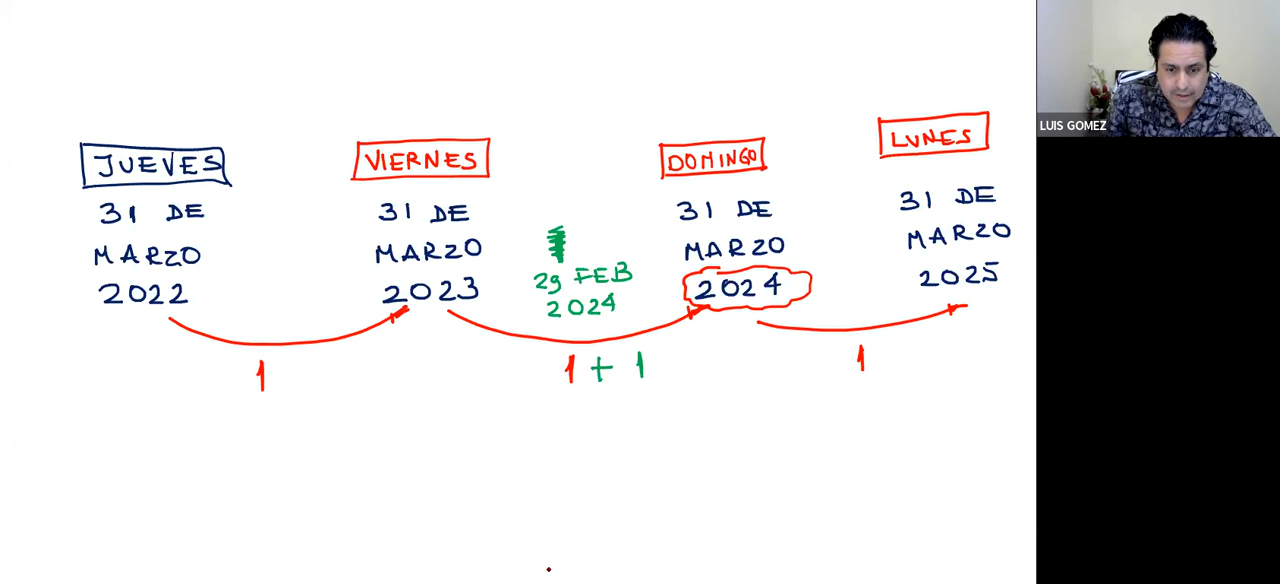 JUEVES
31 DE
MARZO
2022
VIERNES
31 DE
MARZO
2023
29 FEB
2024
DOMINGO
31 DE
MARZO
2024
LUNES
31 DE
MARZO
2025
1
1 + 1
1
LUIS GOMEZ